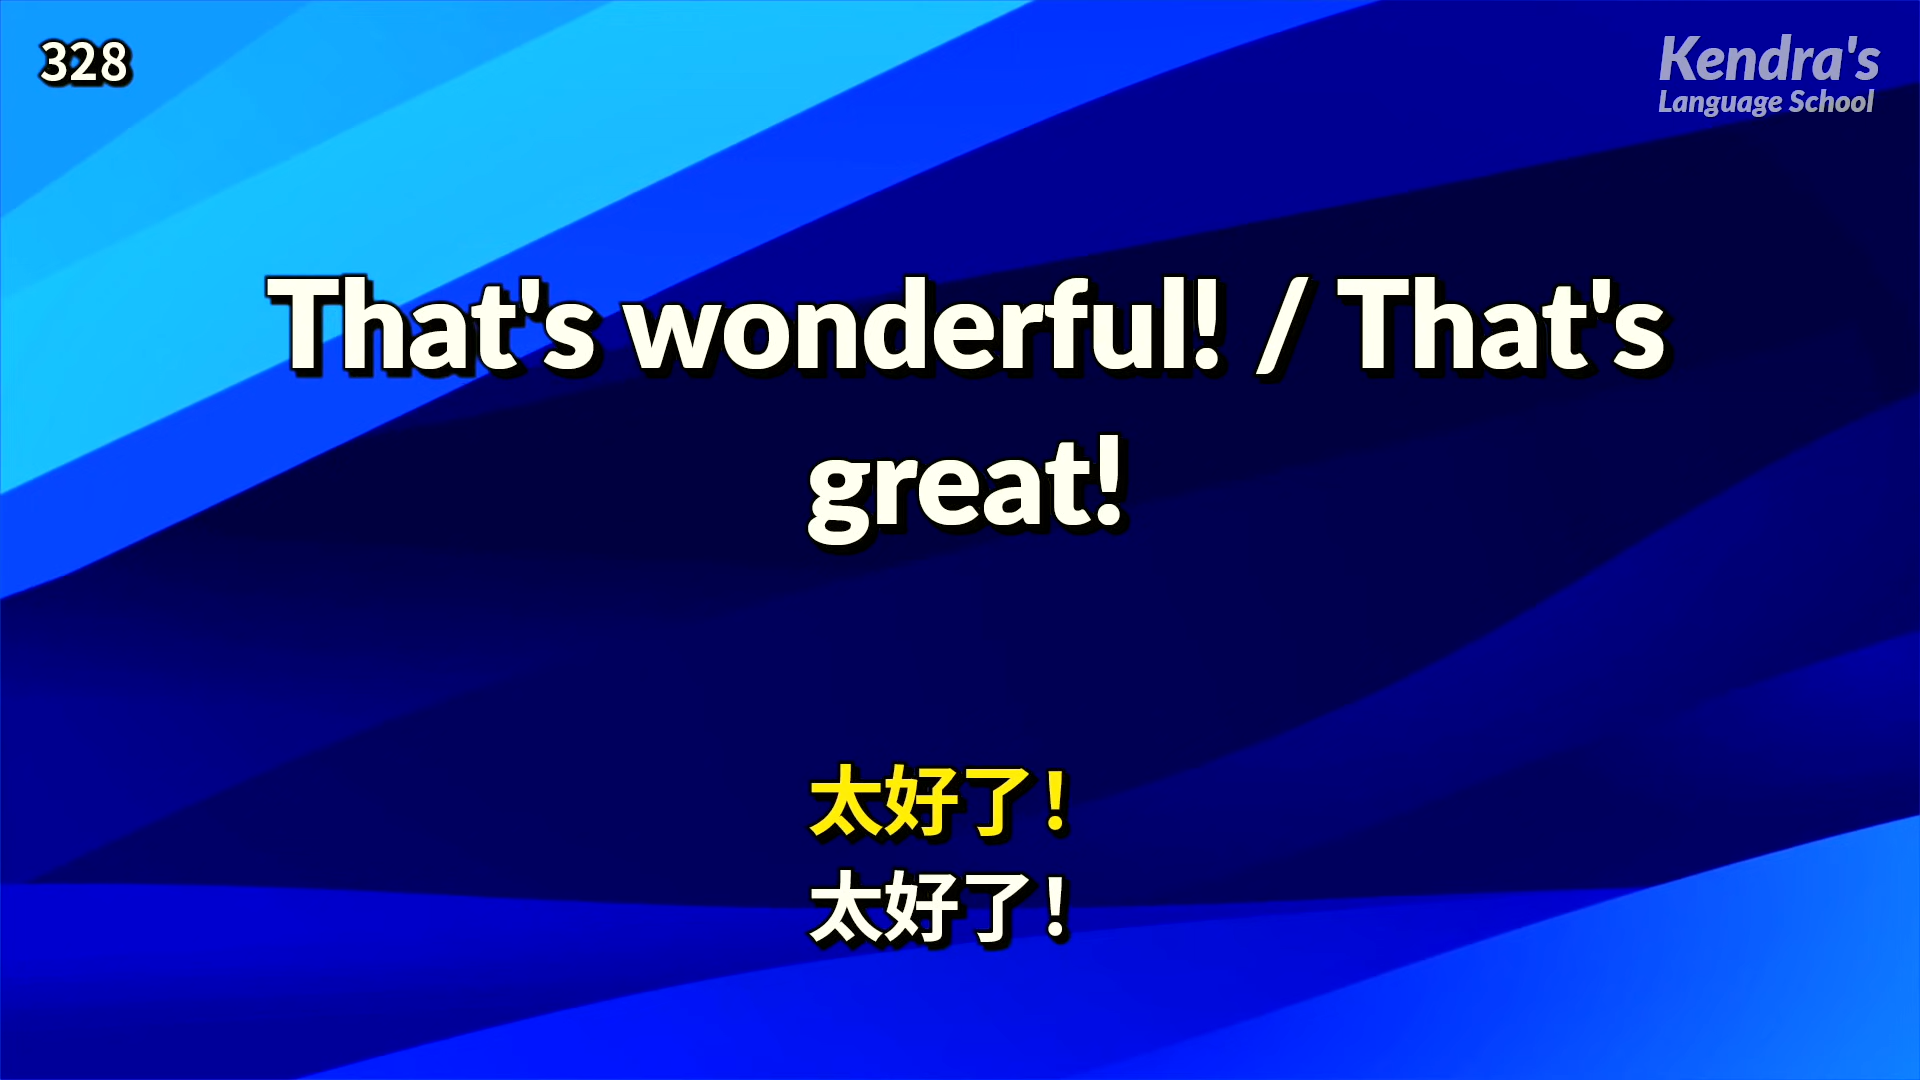 328
Kendra's
Language School
That's wonderful! / That's
great!
太好了！
太好了！